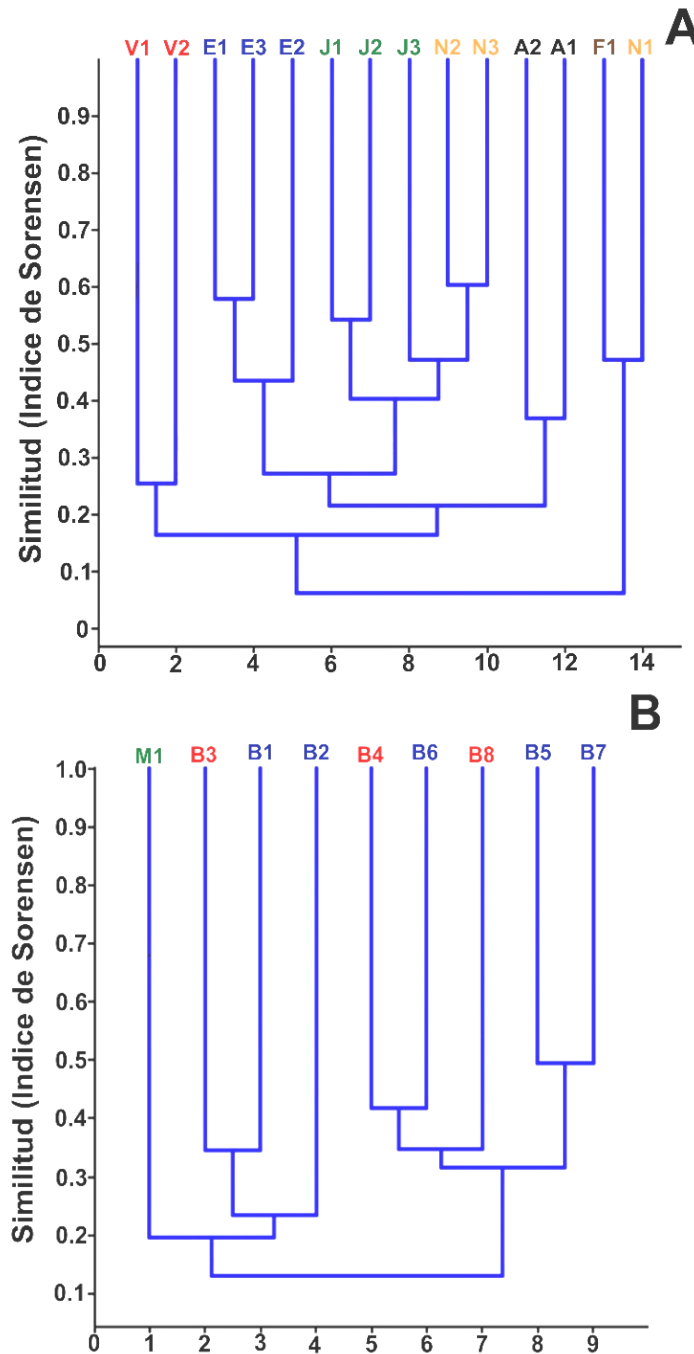 A
V1 V2 E1 E3 E2 J1 J2 J3 N2 N3 A2 A1 F1 N1
Similitud (Indice de Sorensen)
0.9
0.8
0.7
0.6
0.5
0.4
0.3
0.2
0.1
0
0 2 4 6 8 10 12 14
B
M1 B3 B1 B2 B4 B6 B8 B5 B7
Similitud (Indice de Sorensen)
1.0
0.9
0.8
0.7
0.6
0.5
0.4
0.3
0.2
0.1
0 1 2 3 4 5 6 7 8 9